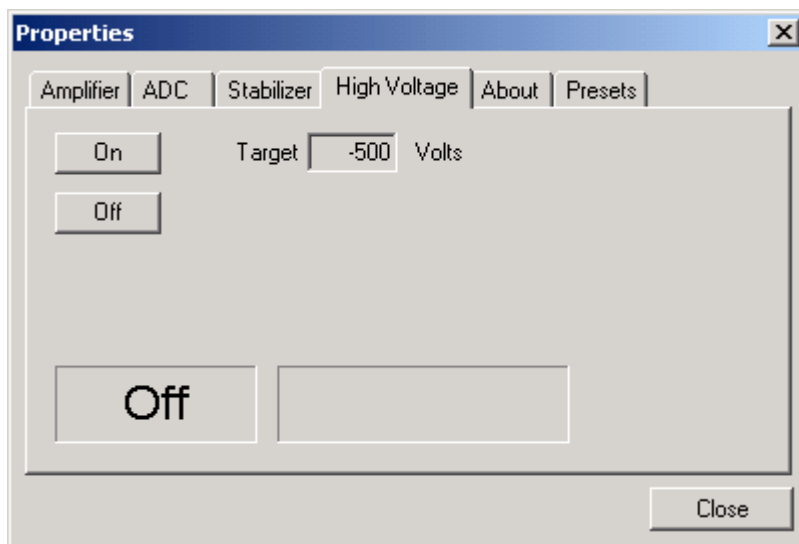 Properties
Amplifier ADC Stabilizer High Voltage About Presets
On Target -500 Volts
Off
Off
Close